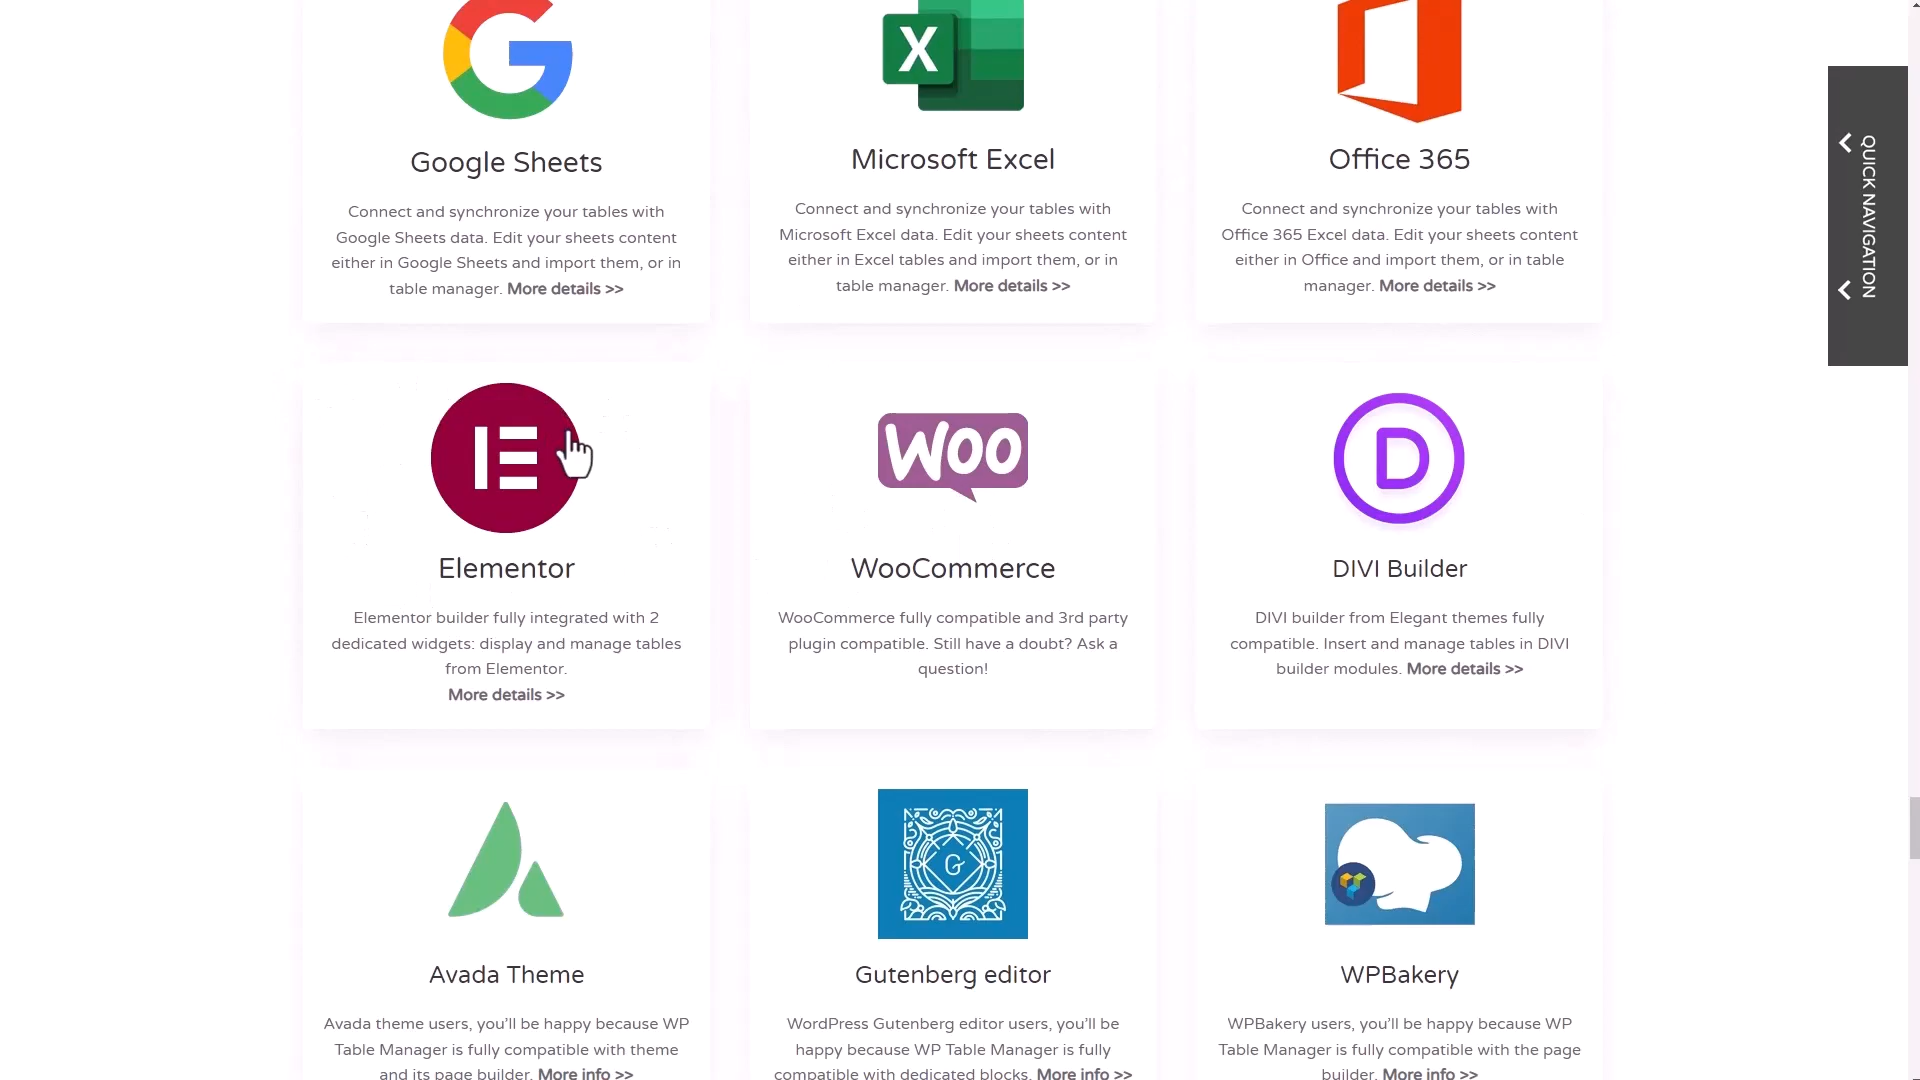 Google Sheets
Connect and synchronize your tables with
Google Sheets data. Edit your sheets content
either in Google Sheets and import them, or in
table manager. More details >>
X
Microsoft Excel
Connect and synchronize your tables with
Microsoft Excel data. Edit your sheets content
either in Excel tables and import them, or in
table manager. More details >>
Office 365
Connect and synchronize your tables with
Office 365 Excel data. Edit your sheets content
either in Office and import them, or in table
manager. More details >>
QUICK NAVIGATION
Elementor
Elementor builder fully integrated with 2
dedicated widgets: display and manage tables
from Elementor.
More details >>
WOO
WooCommerce
WooCommerce fully compatible and 3rd party
plugin compatible. Still have a doubt? Ask a
question!
D
DIVI Builder
DIVI builder from Elegant themes fully
compatible. Insert and manage tables in DIVI
builder modules. More details >>
Avada Theme
Avada theme users, you'll be happy because WP
Table Manager is fully compatible with theme
and its page builder. More info >>
G
Gutenberg editor
WordPress Gutenberg editor users, you'll be
happy because WP Table Manager is fully
compatible with dedicated blocks. More info >>
WPBakery
WPBakery users, you'll be happy because WP
Table Manager is fully compatible with the page
builder. More info >>